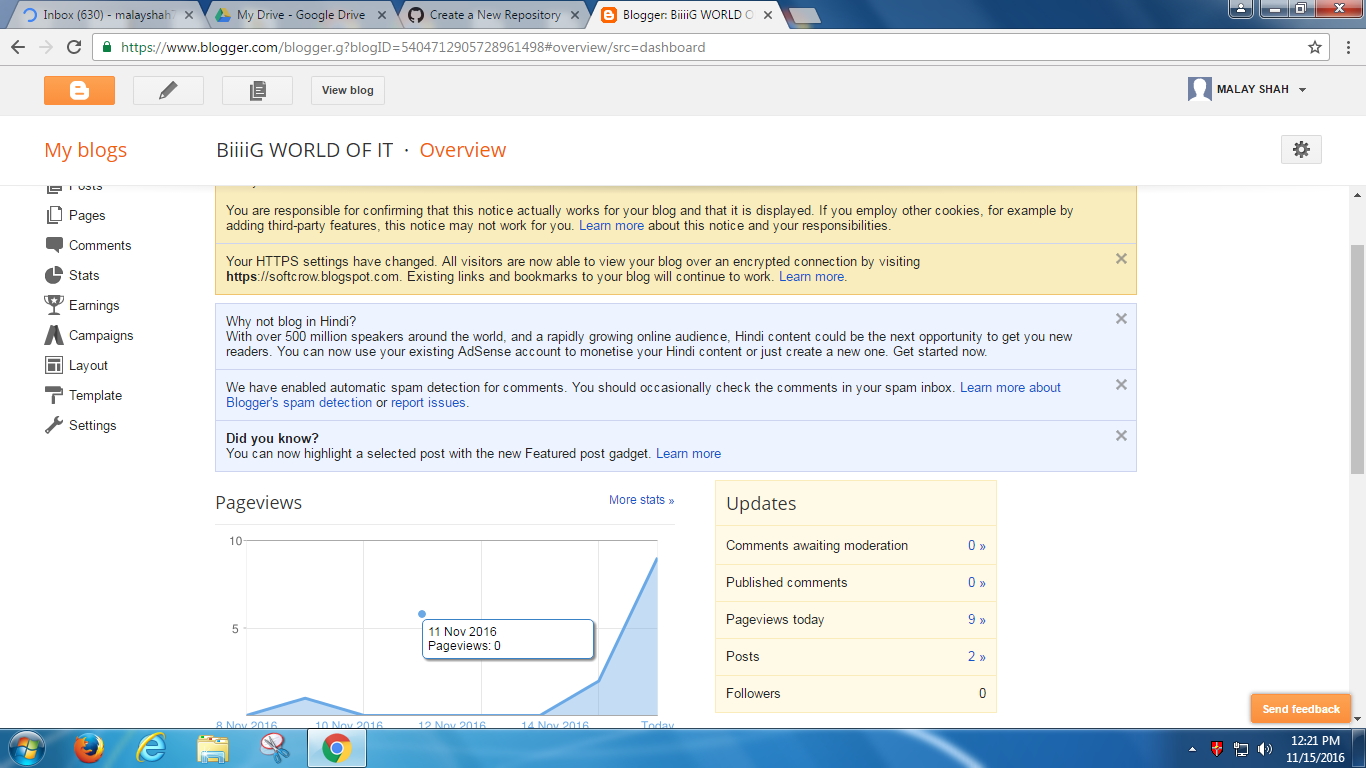 Inbox (630) - malayshah
My Drive - Google Drive
Create a New Repository
Blogger: BiiiiG WORLD O
https://www.blogger.com/blogger.g?blogID=5404712905728961498#overview/src=dashboard
View blog
MALAY SHAH
My blogs
BiiiiG WORLD OF IT · Overview
Posts
Pages
Comments
Stats
Earnings
Campaigns
Layout
Template
Settings
You are responsible for confirming that this notice actually works for your blog and that it is displayed. If you employ other cookies, for example by
adding third-party features, this notice may not work for you. Learn more about this notice and your responsibilities.
Your HTTPS settings have changed. All visitors are now able to view your blog over an encrypted connection by visiting
https://softcrow.blogspot.com. Existing links and bookmarks to your blog will continue to work. Learn more.
Why not blog in Hindi?
With over 500 million speakers around the world, and a rapidly growing online audience, Hindi content could be the next opportunity to get you new
readers. You can now use your existing AdSense account to monetise your Hindi content or just create a new one. Get started now.
We have enabled automatic spam detection for comments. You should occasionally check the comments in your spam inbox. Learn more about
Blogger's spam detection or report issues.
Did you know?
You can now highlight a selected post with the new Featured post gadget. Learn more
Pageviews
More stats »
10
5
11 Nov 2016
Pageviews: 0
8 Nov 2016
10 Nov 2016
12 Nov 2016
14 Nov 2016
Today
Updates
Comments awaiting moderation 0 »
Published comments 0 »
Pageviews today 9 »
Posts 2 »
Followers 0
Send feedback
12:21 PM
11/15/2016